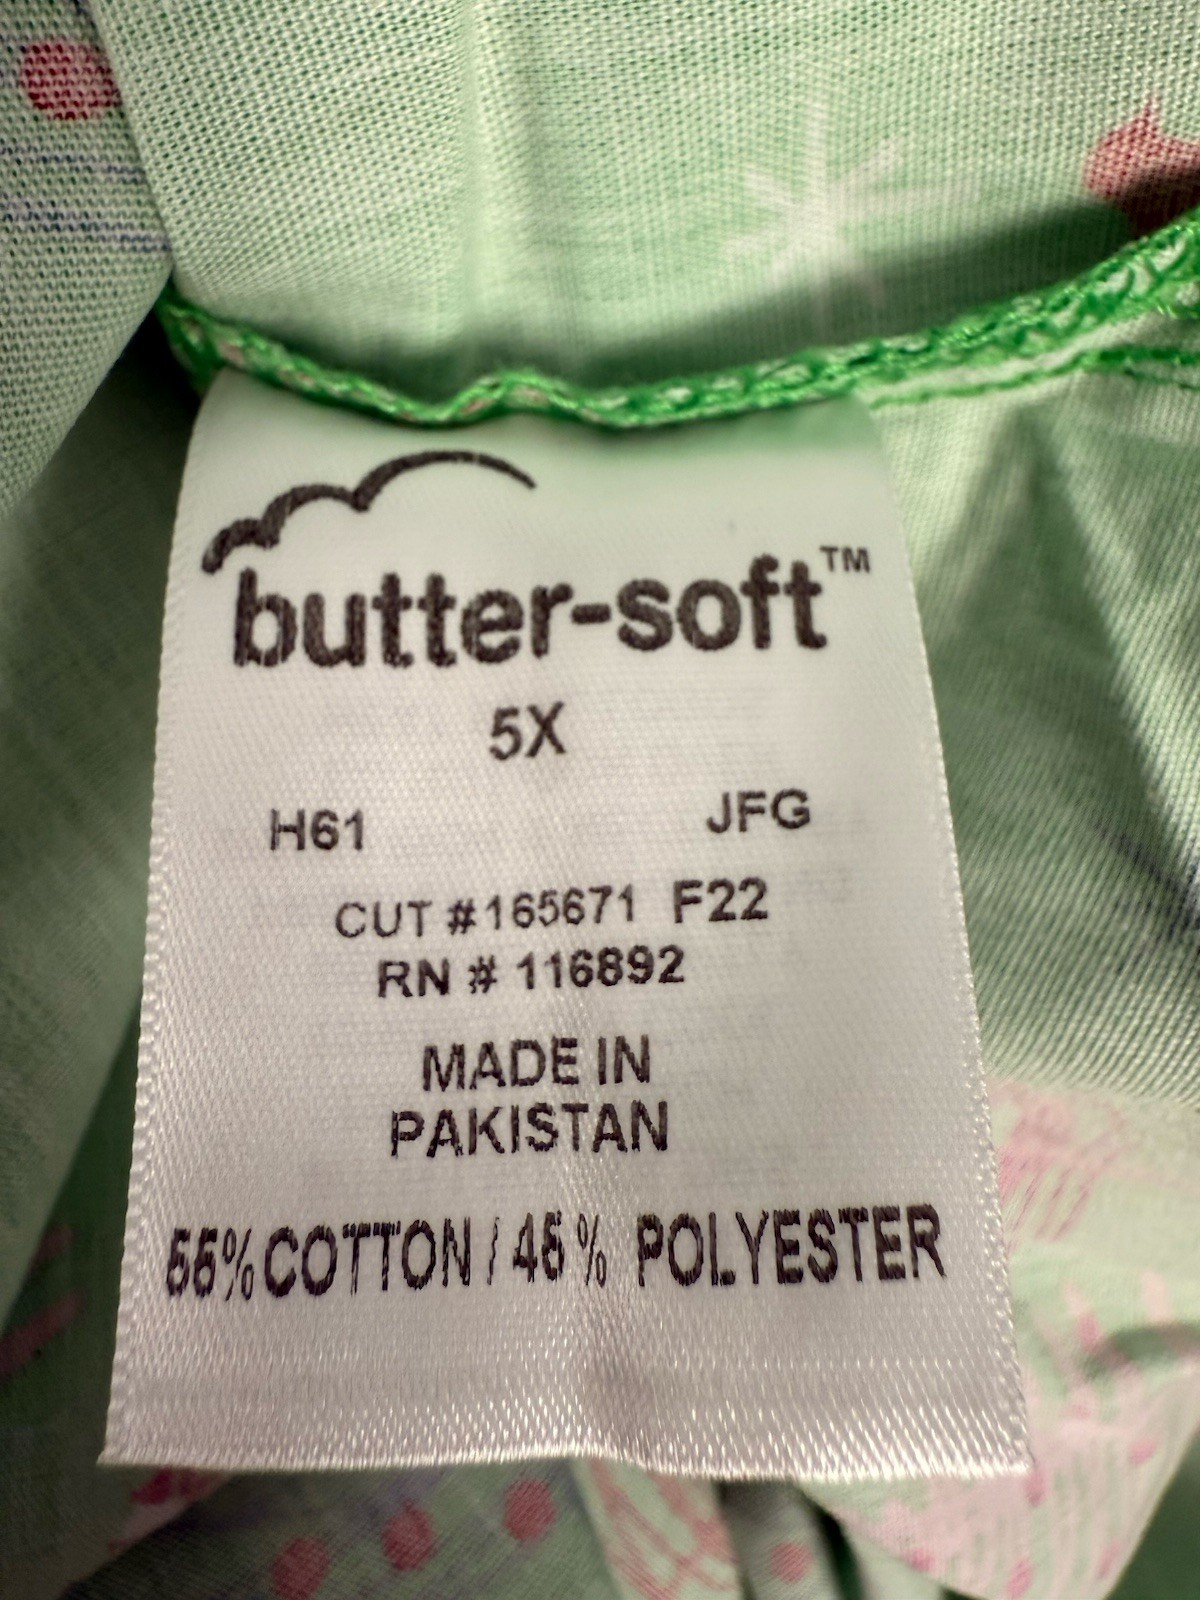 butter-soft™
5X
H61 JFG
CUT #165671 F22
RN # 116892
MADE IN
PAKISTAN
55% COTTON / 45% POLYESTER